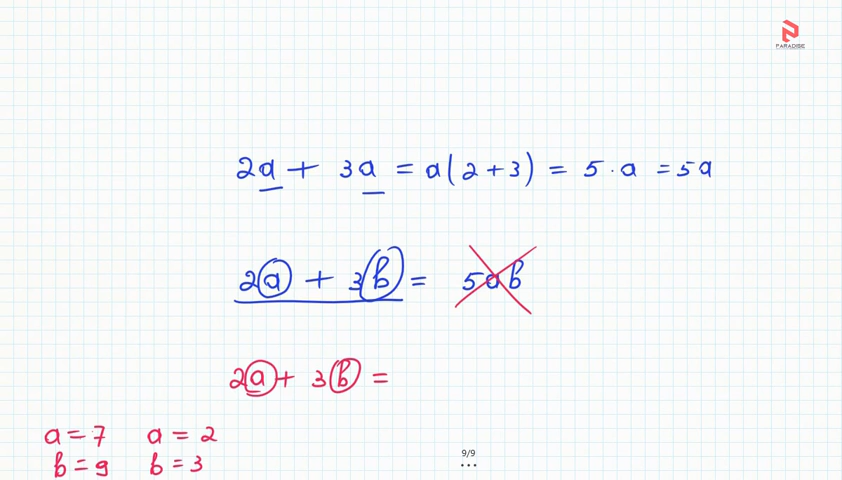 PARADISE
2a + 3a = a(2+3) = 5·a = 5a
2a + 3b = 5ab
2a + 3b =
a = 7 a = 2
b = 9 b = 3
9/9